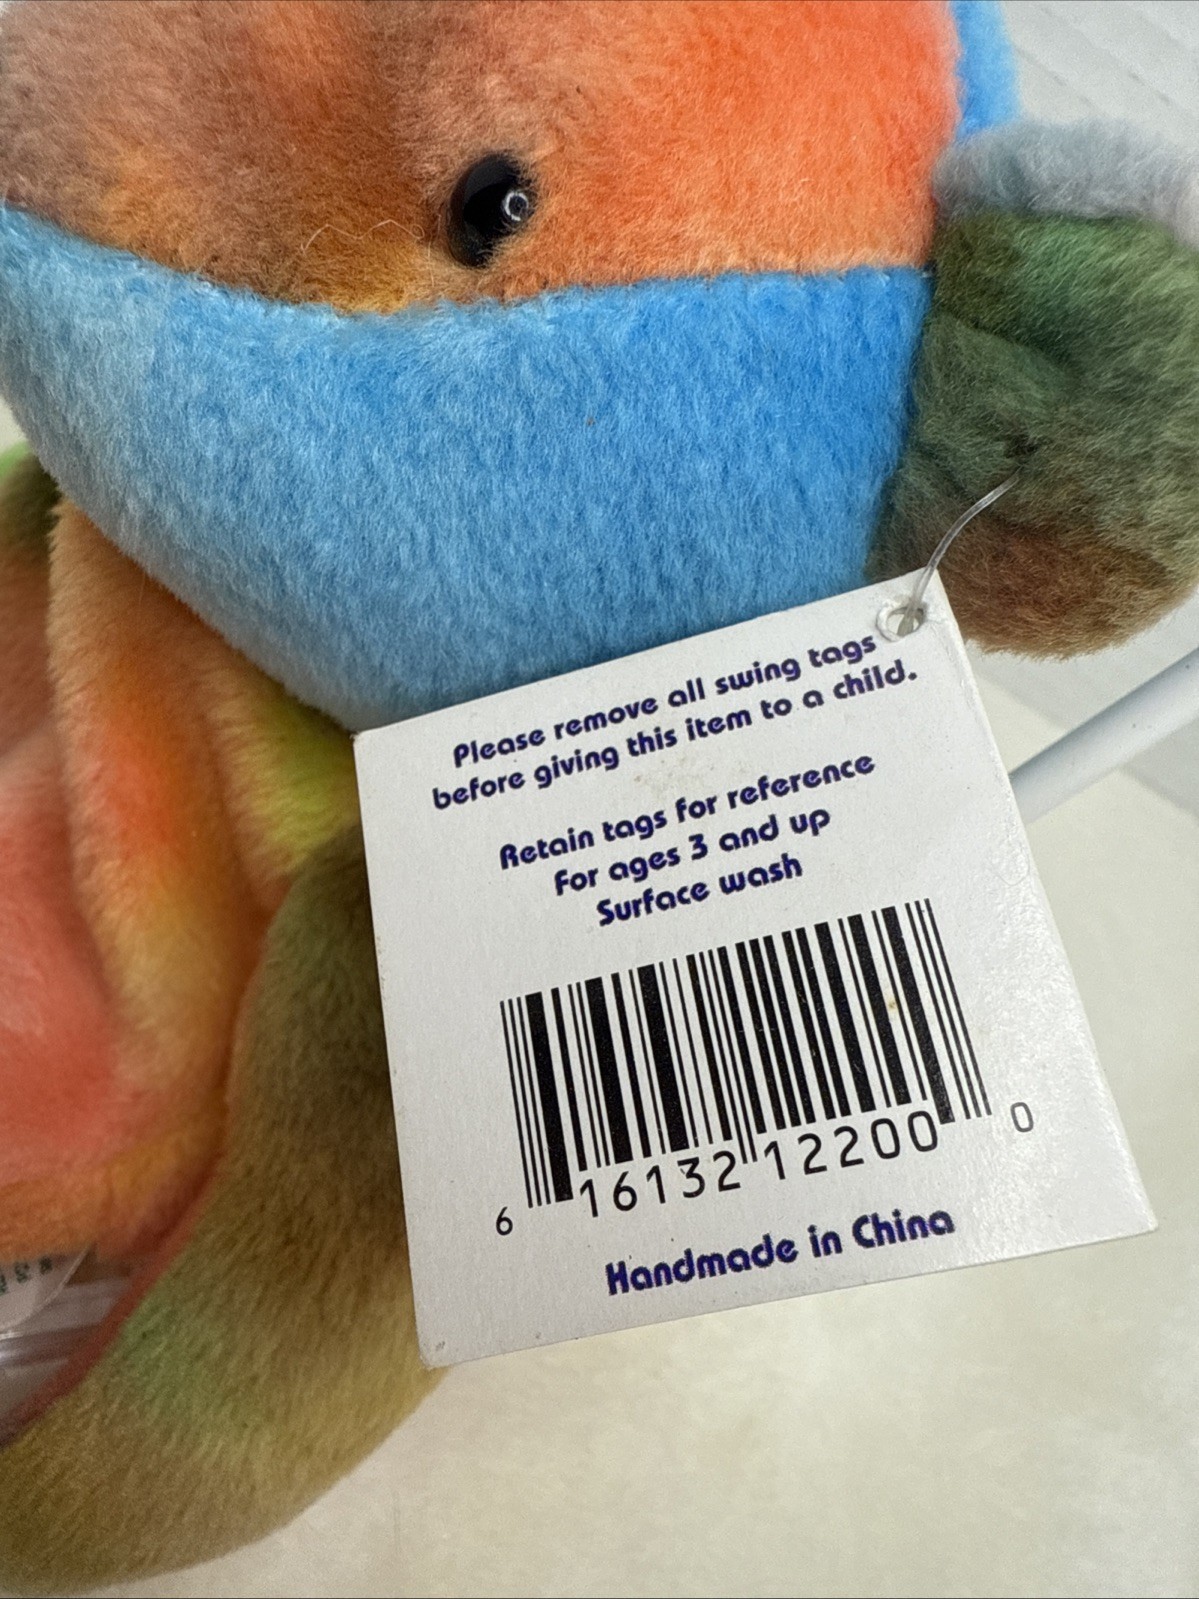 Please remove all swing tags
before giving this item to a child.
Retain tags for reference
For ages 3 and up
Surface wash
6 16132 12200 0
Handmade in China